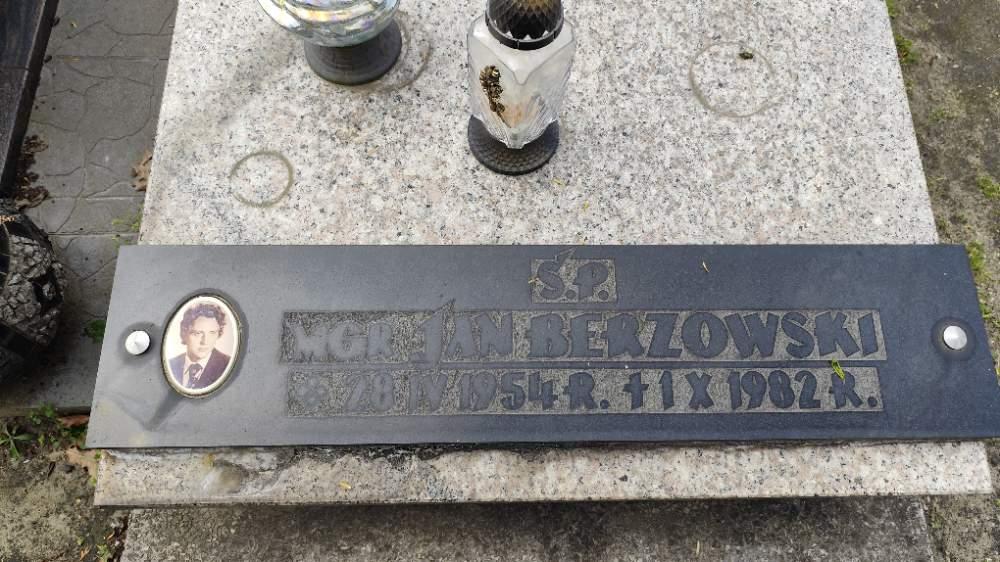 Ś.P.
MGR JAN BERZOWSKI
* 28 IV 1954 R. † 1 X 1982 R.